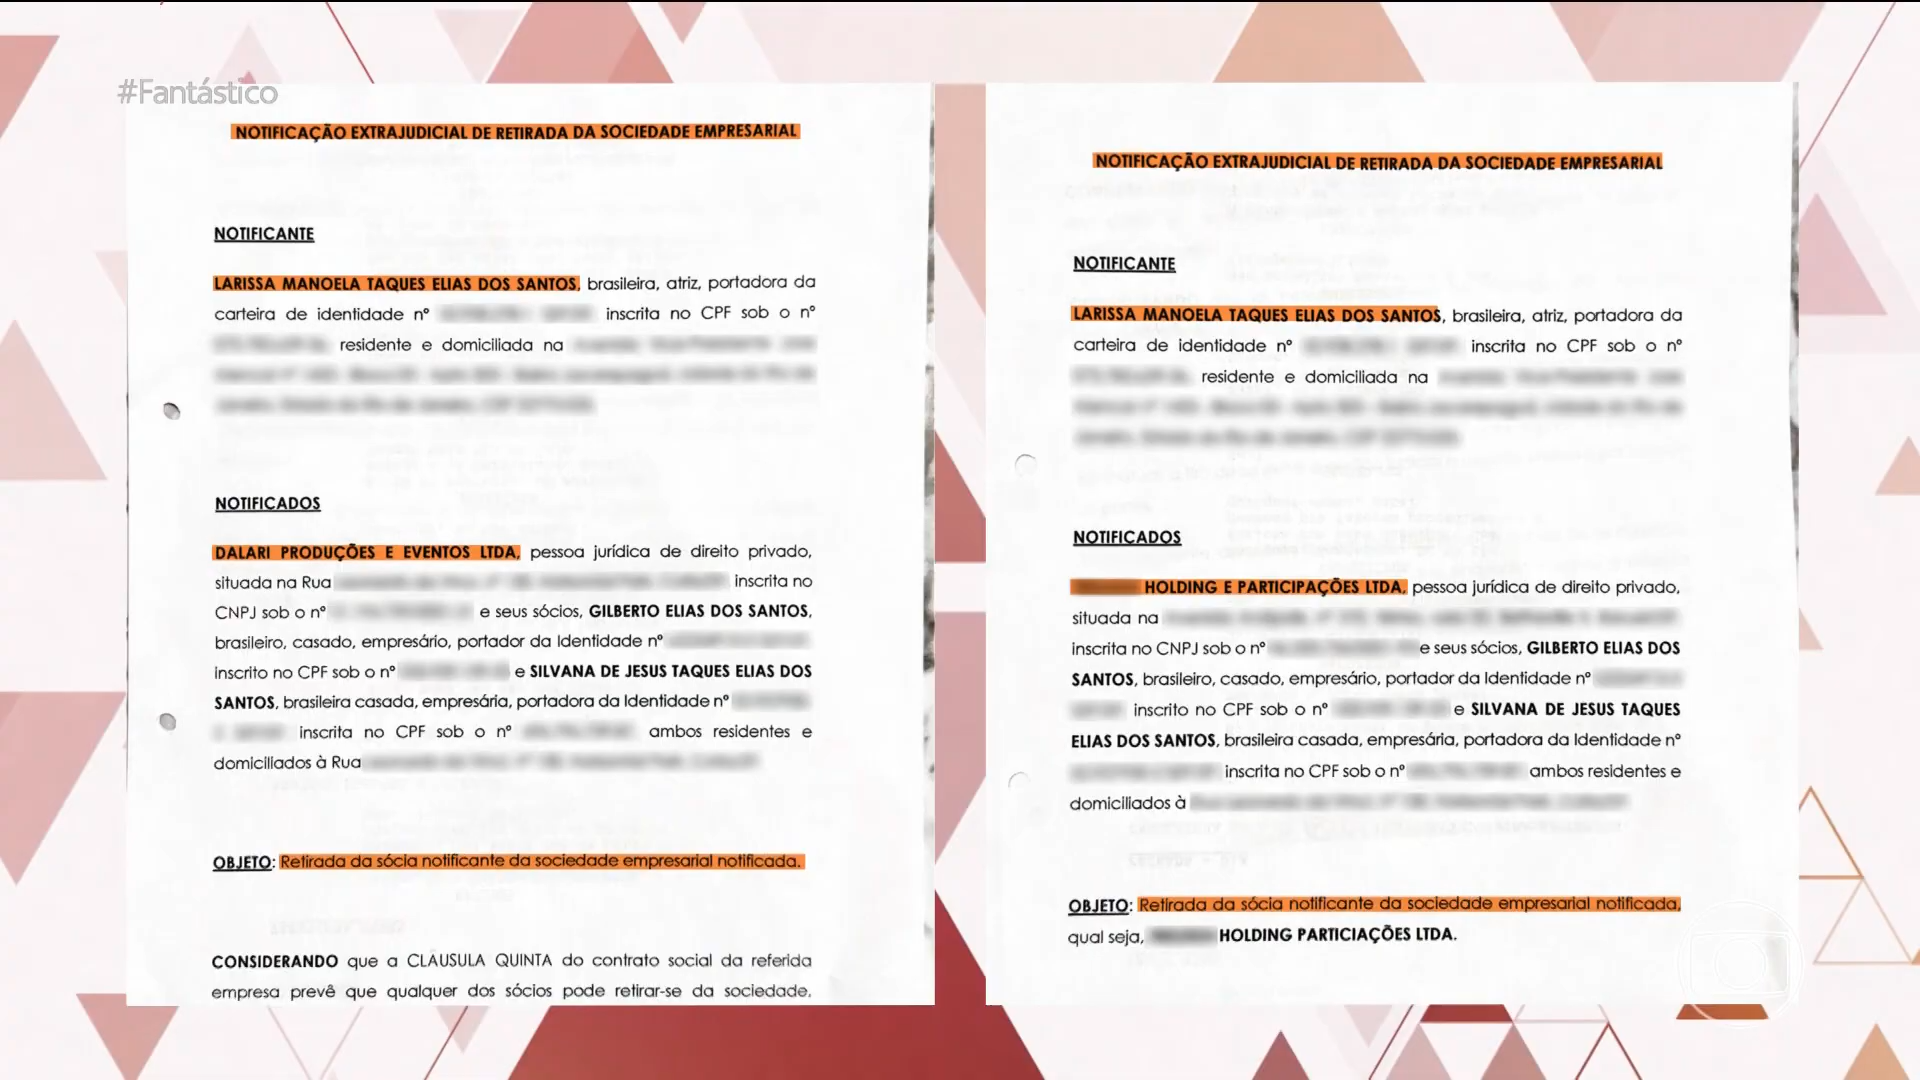 #Fantástico
NOTIFICAÇÃO EXTRAJUDICIAL DE RETIRADA DA SOCIEDADE EMPRESARIAL
NOTIFICANTE
LARISSA MANOELA TAQUES ELIAS DOS SANTOS, brasileira, atriz, portadora da
carteira de identidade nº inscrita no CPF sob o nº
residente e domiciliada na
NOTIFICADOS
DALARI PRODUÇÕES E EVENTOS LTDA, pessoa jurídica de direito privado,
situada na Rua inscrita no
CNPJ sob o nº e seus sócios, GILBERTO ELIAS DOS SANTOS,
brasileiro, casado, empresário, portador da Identidade nº
inscrito no CPF sob o nº e SILVANA DE JESUS TAQUES ELIAS DOS
SANTOS, brasileira casada, empresária, portadora da Identidade nº
inscrita no CPF sob o nº ambos residentes e
domiciliados à Rua
OBJETO: Retirada da sócia notificante da sociedade empresarial notificada.
CONSIDERANDO que a CLÁUSULA QUINTA do contrato social da referida
empresa prevê que qualquer dos sócios pode retirar-se da sociedade,
NOTIFICAÇÃO EXTRAJUDICIAL DE RETIRADA DA SOCIEDADE EMPRESARIAL
NOTIFICANTE
LARISSA MANOELA TAQUES ELIAS DOS SANTOS, brasileira, atriz, portadora da
carteira de identidade nº inscrita no CPF sob o nº
residente e domiciliada na
NOTIFICADOS
HOLDING E PARTICIPAÇÕES LTDA, pessoa jurídica de direito privado,
situada na
inscrita no CNPJ sob o nº e seus sócios, GILBERTO ELIAS DOS
SANTOS, brasileiro, casado, empresário, portador da Identidade nº
inscrito no CPF sob o nº e SILVANA DE JESUS TAQUES
ELIAS DOS SANTOS, brasileira casada, empresária, portadora da Identidade nº
inscrita no CPF sob o nº ambos residentes e
domiciliados à
OBJETO: Retirada da sócia notificante da sociedade empresarial notificada,
qual seja, HOLDING PARTICIAÇÕES LTDA.